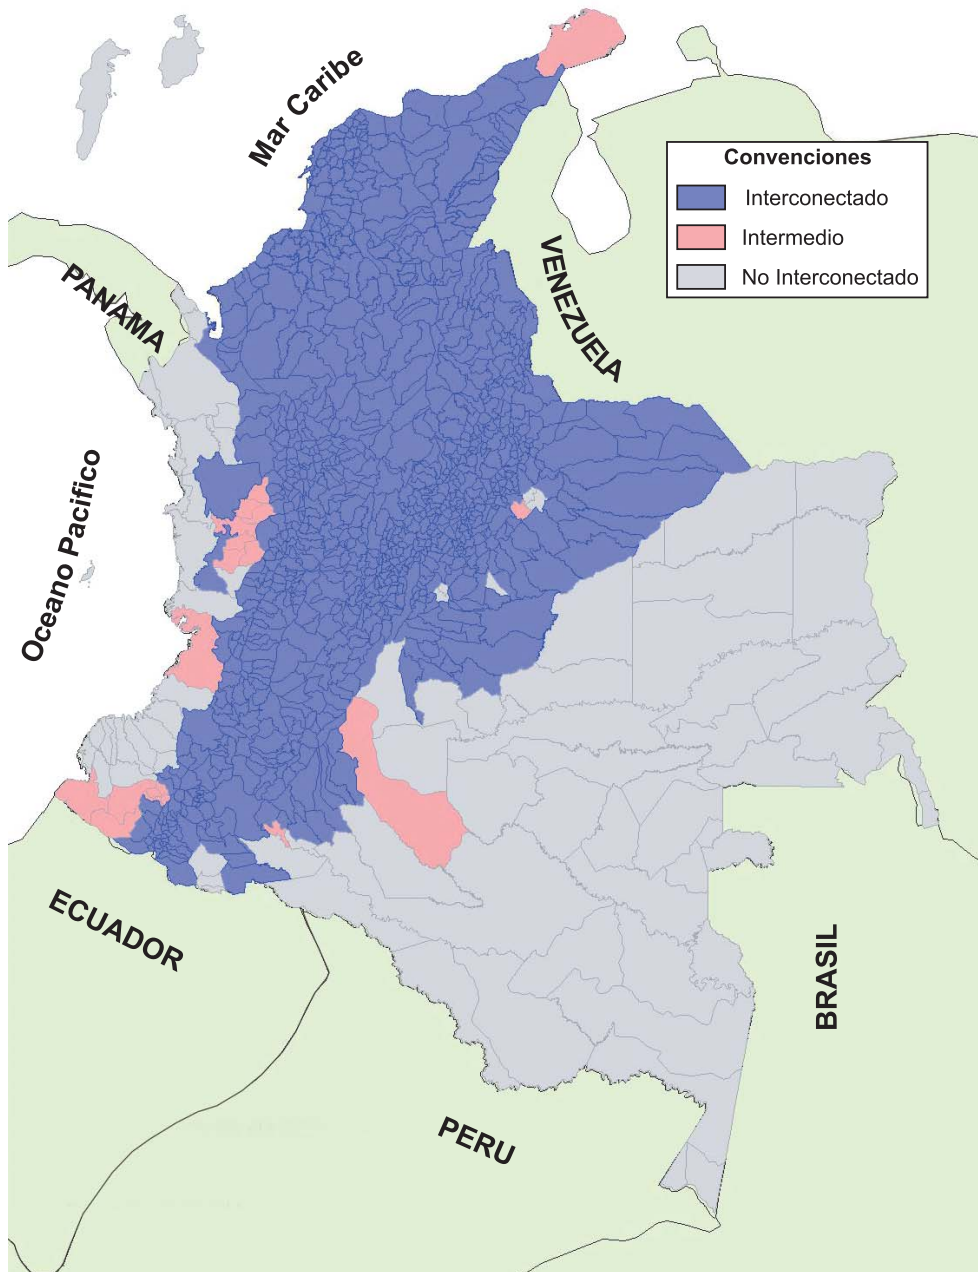 Mar Caribe
Convenciones
Interconectado
Intermedio
No Interconectado
PANAMA
VENEZUELA
Oceano Pacifico
ECUADOR
BRASIL
PERU